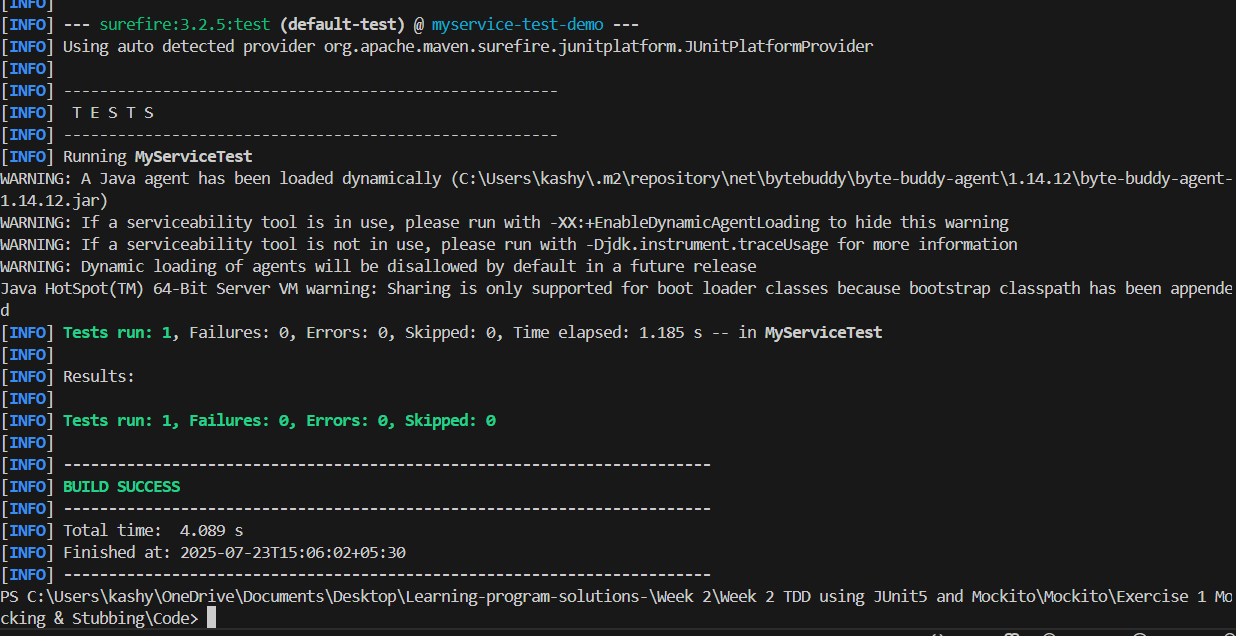 [INFO]
[INFO] --- surefire:3.2.5:test (default-test) @ myservice-test-demo ---
[INFO] Using auto detected provider org.apache.maven.surefire.junitplatform.JUnitPlatformProvider
[INFO]
[INFO] -------------------------------------------------------
[INFO]  T E S T S
[INFO] -------------------------------------------------------
[INFO] Running MyServiceTest
WARNING: A Java agent has been loaded dynamically (C:\Users\kashy\.m2\repository\net\bytebuddy\byte-buddy-agent\1.14.12\byte-buddy-agent-
1.14.12.jar)
WARNING: If a serviceability tool is in use, please run with -XX:+EnableDynamicAgentLoading to hide this warning
WARNING: If a serviceability tool is not in use, please run with -Djdk.instrument.traceUsage for more information
WARNING: Dynamic loading of agents will be disallowed by default in a future release
Java HotSpot(TM) 64-Bit Server VM warning: Sharing is only supported for boot loader classes because bootstrap classpath has been appende
d
[INFO] Tests run: 1, Failures: 0, Errors: 0, Skipped: 0, Time elapsed: 1.185 s -- in MyServiceTest
[INFO]
[INFO] Results:
[INFO]
[INFO] Tests run: 1, Failures: 0, Errors: 0, Skipped: 0
[INFO]
[INFO] ------------------------------------------------------------------------
[INFO] BUILD SUCCESS
[INFO] ------------------------------------------------------------------------
[INFO] Total time:  4.089 s
[INFO] Finished at: 2025-07-23T15:06:02+05:30
[INFO] ------------------------------------------------------------------------
PS C:\Users\kashy\OneDrive\Documents\Desktop\Learning-program-solutions-\Week 2\Week 2 TDD using JUnit5 and Mockito\Mockito\Exercise 1 Mo
cking & Stubbing\Code>